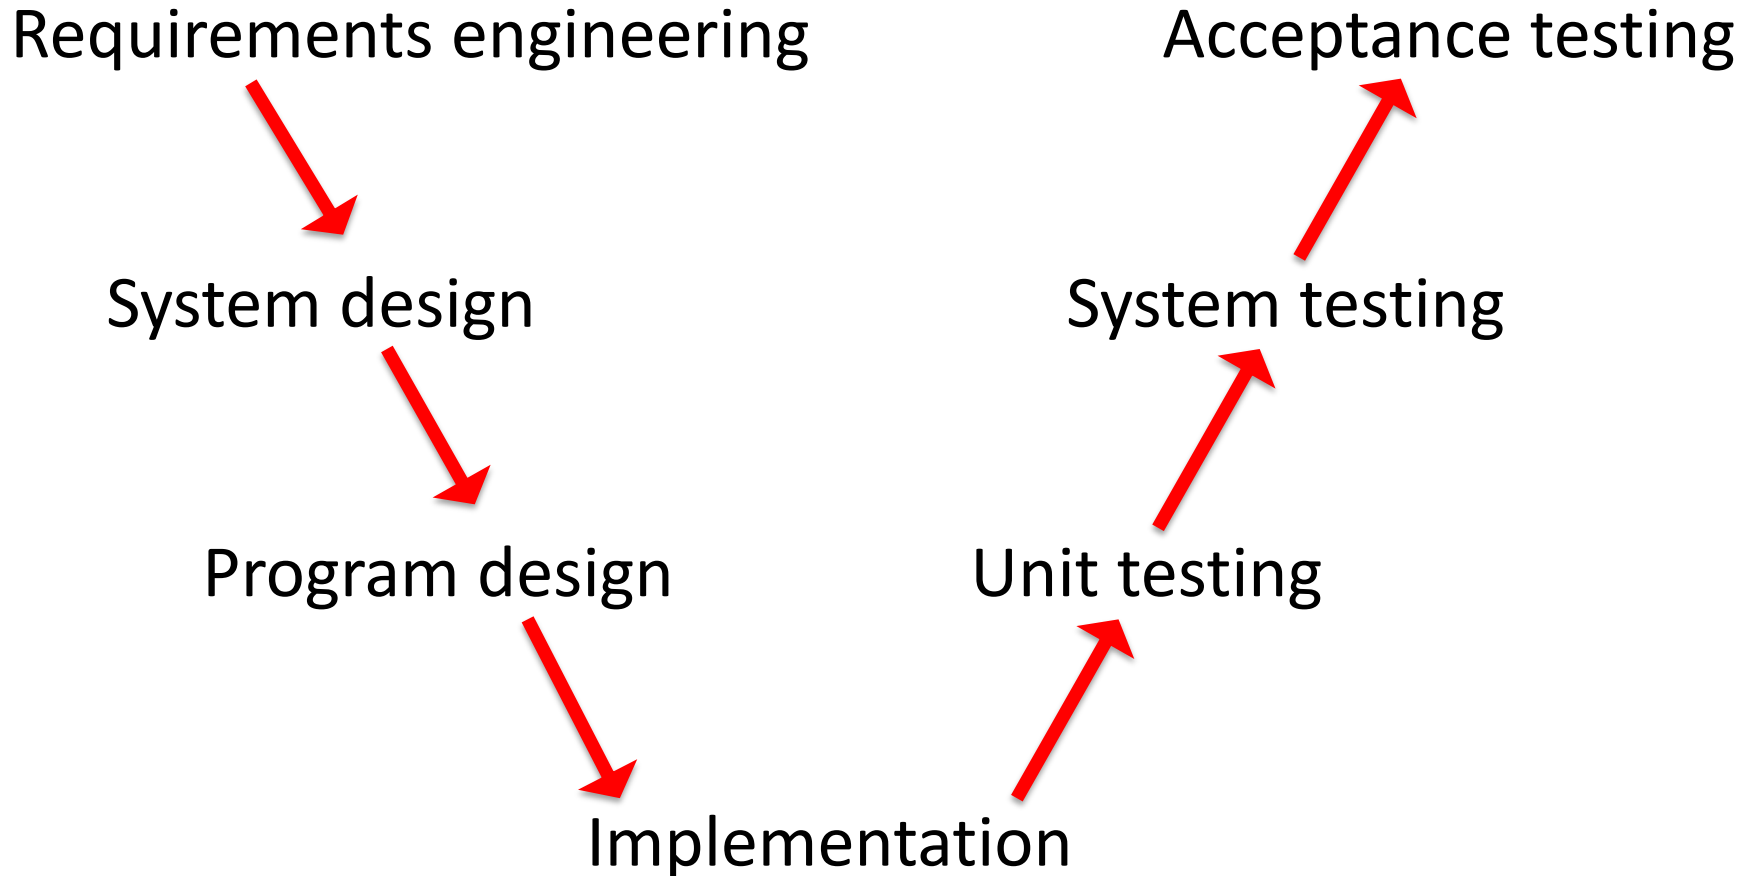 Requirements engineering
Acceptance testing
System design
System testing
Program design
Unit testing
Implementation